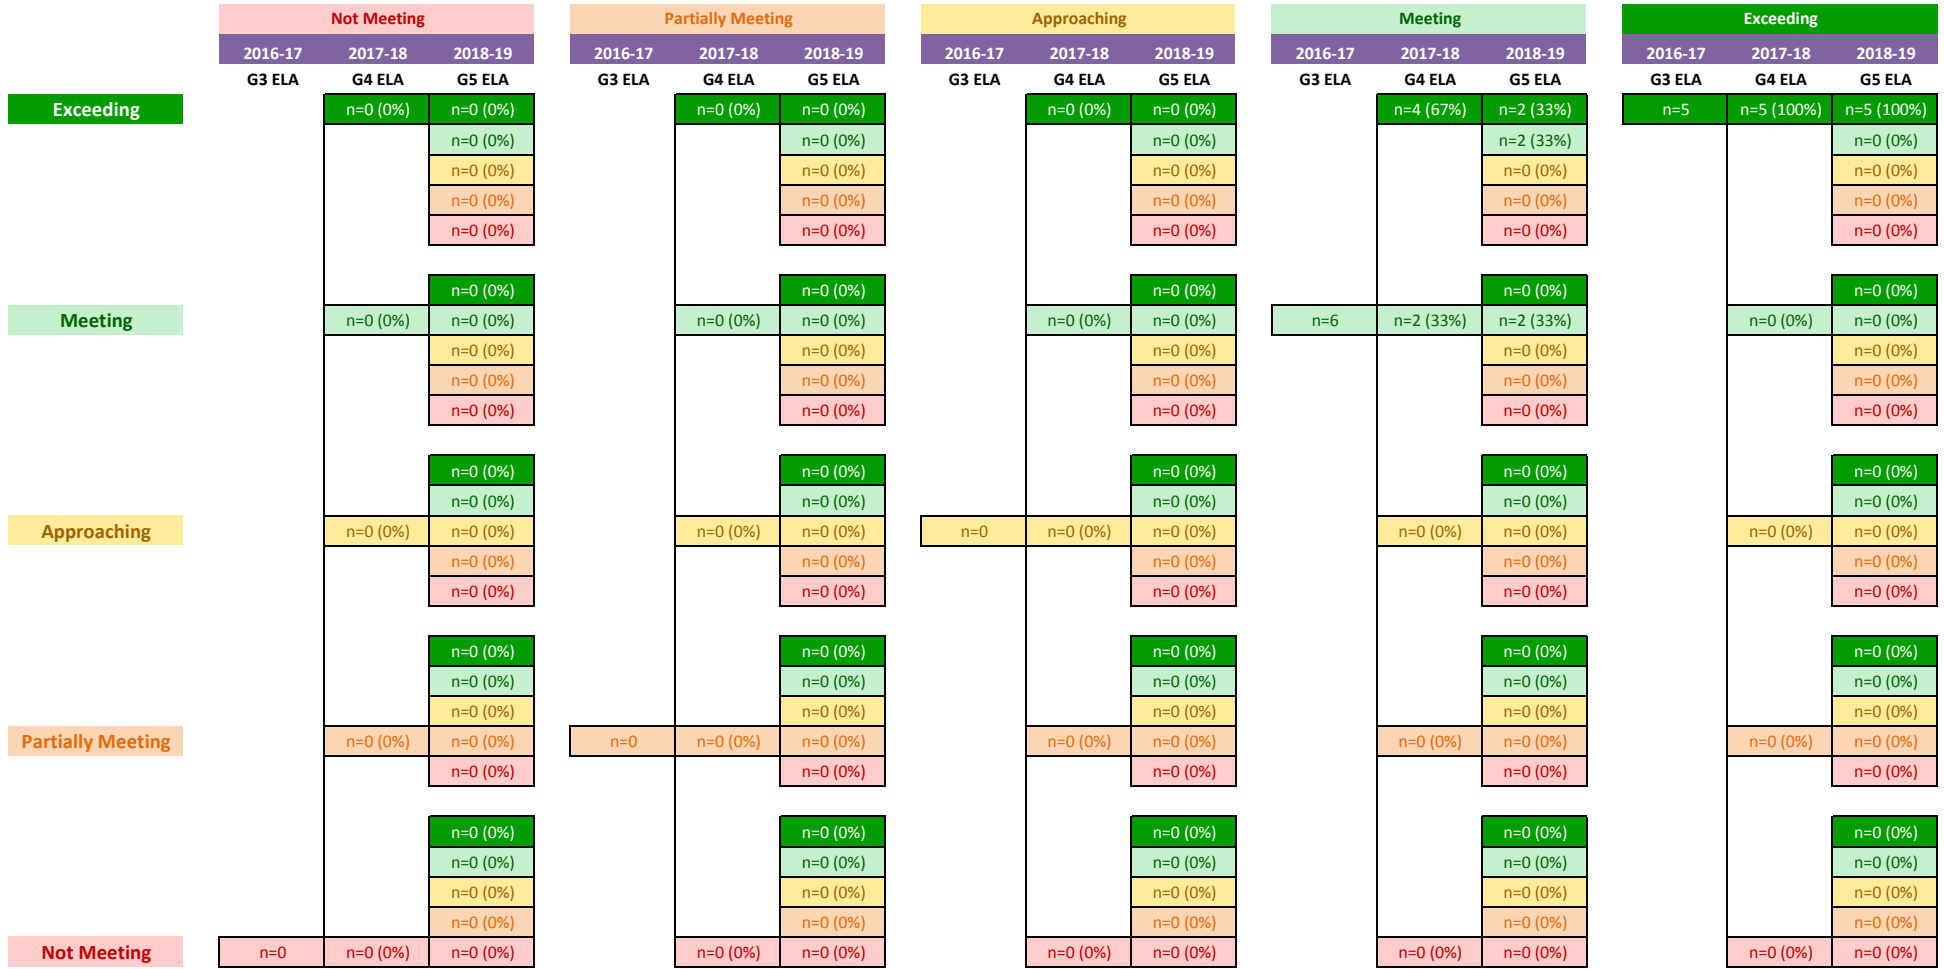 Not Meeting Partially Meeting Approaching Meeting Exceeding
2016-17 2017-18 2018-19 2016-17 2017-18 2018-19 2016-17 2017-18 2018-19 2016-17 2017-18 2018-19 2016-17 2017-18 2018-19
G3 ELA G4 ELA G5 ELA G3 ELA G4 ELA G5 ELA G3 ELA G4 ELA G5 ELA G3 ELA G4 ELA G5 ELA G3 ELA G4 ELA G5 ELA
Exceeding n=0 (0%) n=0 (0%) n=0 (0%) n=0 (0%) n=0 (0%) n=0 (0%) n=4 (67%) n=2 (33%) n=5 n=5 (100%) n=5 (100%)
n=0 (0%) n=0 (0%) n=0 (0%) n=2 (33%) n=0 (0%)
n=0 (0%) n=0 (0%) n=0 (0%) n=0 (0%) n=0 (0%)
n=0 (0%) n=0 (0%) n=0 (0%) n=0 (0%) n=0 (0%)
n=0 (0%) n=0 (0%) n=0 (0%) n=0 (0%) n=0 (0%)
n=0 (0%) n=0 (0%) n=0 (0%) n=0 (0%) n=0 (0%)
Meeting n=0 (0%) n=0 (0%) n=0 (0%) n=0 (0%) n=0 (0%) n=0 (0%) n=6 n=2 (33%) n=2 (33%) n=0 (0%) n=0 (0%)
n=0 (0%) n=0 (0%) n=0 (0%) n=0 (0%) n=0 (0%)
n=0 (0%) n=0 (0%) n=0 (0%) n=0 (0%) n=0 (0%)
n=0 (0%) n=0 (0%) n=0 (0%) n=0 (0%) n=0 (0%)
n=0 (0%) n=0 (0%) n=0 (0%) n=0 (0%) n=0 (0%)
n=0 (0%) n=0 (0%) n=0 (0%) n=0 (0%) n=0 (0%)
Approaching n=0 (0%) n=0 (0%) n=0 (0%) n=0 (0%) n=0 n=0 (0%) n=0 (0%) n=0 (0%) n=0 (0%) n=0 (0%) n=0 (0%)
n=0 (0%) n=0 (0%) n=0 (0%) n=0 (0%) n=0 (0%)
n=0 (0%) n=0 (0%) n=0 (0%) n=0 (0%) n=0 (0%)
n=0 (0%) n=0 (0%) n=0 (0%) n=0 (0%) n=0 (0%)
n=0 (0%) n=0 (0%) n=0 (0%) n=0 (0%) n=0 (0%)
n=0 (0%) n=0 (0%) n=0 (0%) n=0 (0%) n=0 (0%)
Partially Meeting n=0 (0%) n=0 (0%) n=0 n=0 (0%) n=0 (0%) n=0 (0%) n=0 (0%) n=0 (0%) n=0 (0%) n=0 (0%) n=0 (0%)
n=0 (0%) n=0 (0%) n=0 (0%) n=0 (0%) n=0 (0%)
n=0 (0%) n=0 (0%) n=0 (0%) n=0 (0%) n=0 (0%)
n=0 (0%) n=0 (0%) n=0 (0%) n=0 (0%) n=0 (0%)
n=0 (0%) n=0 (0%) n=0 (0%) n=0 (0%) n=0 (0%)
n=0 (0%) n=0 (0%) n=0 (0%) n=0 (0%) n=0 (0%)
Not Meeting n=0 n=0 (0%) n=0 (0%) n=0 (0%) n=0 (0%) n=0 (0%) n=0 (0%) n=0 (0%) n=0 (0%) n=0 (0%) n=0 (0%)